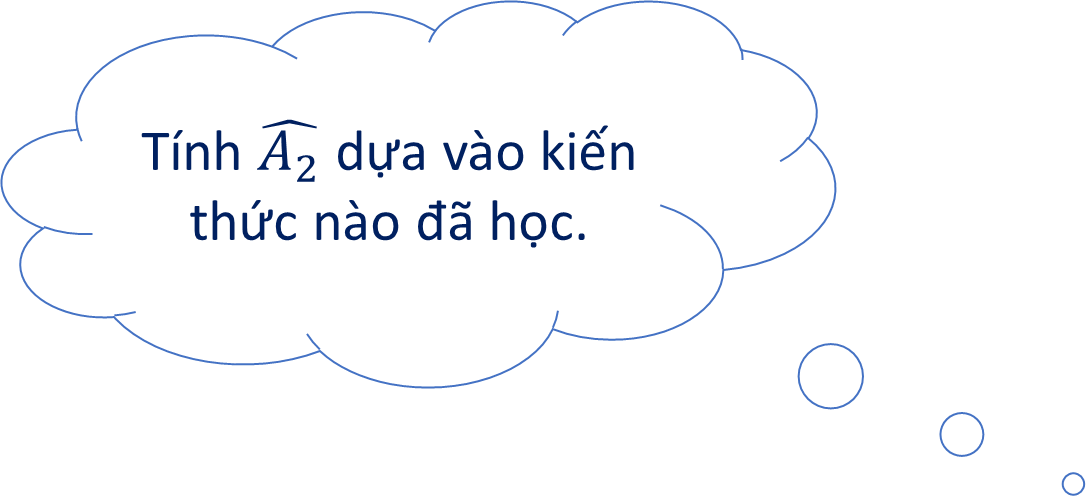 Tính $\widehat{A_2}$ dựa vào kiến
thức nào đã học.